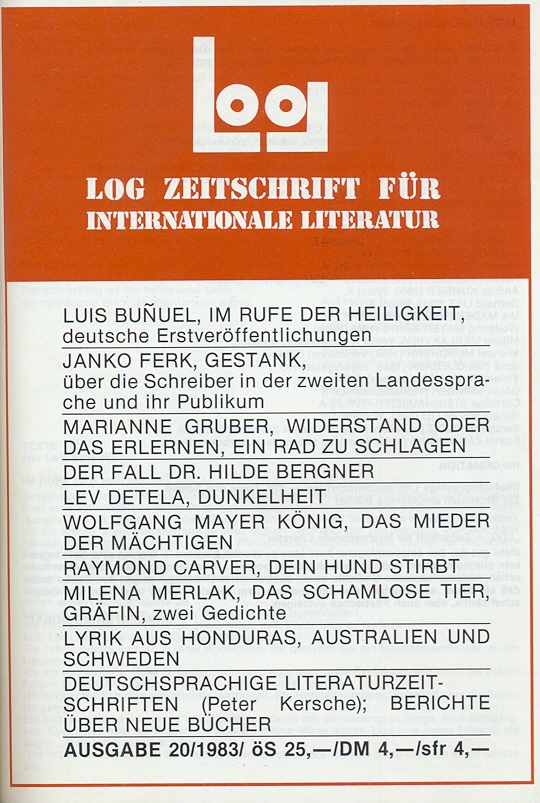 log
LOG ZEITSCHRIFT FÜR
INTERNATIONALE LITERATUR
LUIS BUÑUEL, IM RUFE DER HEILIGKEIT,
deutsche Erstveröffentlichungen
JANKO FERK, GESTANK,
über die Schreiber in der zweiten Landesspra-
che und ihr Publikum
MARIANNE GRUBER, WIDERSTAND ODER
DAS ERLERNEN, EIN RAD ZU SCHLAGEN
DER FALL DR. HILDE BERGNER
LEV DETELA, DUNKELHEIT
WOLFGANG MAYER KÖNIG, DAS MIEDER
DER MÄCHTIGEN
RAYMOND CARVER, DEIN HUND STIRBT
MILENA MERLAK, DAS SCHAMLOSE TIER,
GRÄFIN, zwei Gedichte
LYRIK AUS HONDURAS, AUSTRALIEN UND
SCHWEDEN
DEUTSCHSPRACHIGE LITERATURZEIT-
SCHRIFTEN (Peter Kersche); BERICHTE
ÜBER NEUE BÜCHER
AUSGABE 20/1983/ öS 25,—/DM 4,—/sfr 4,—